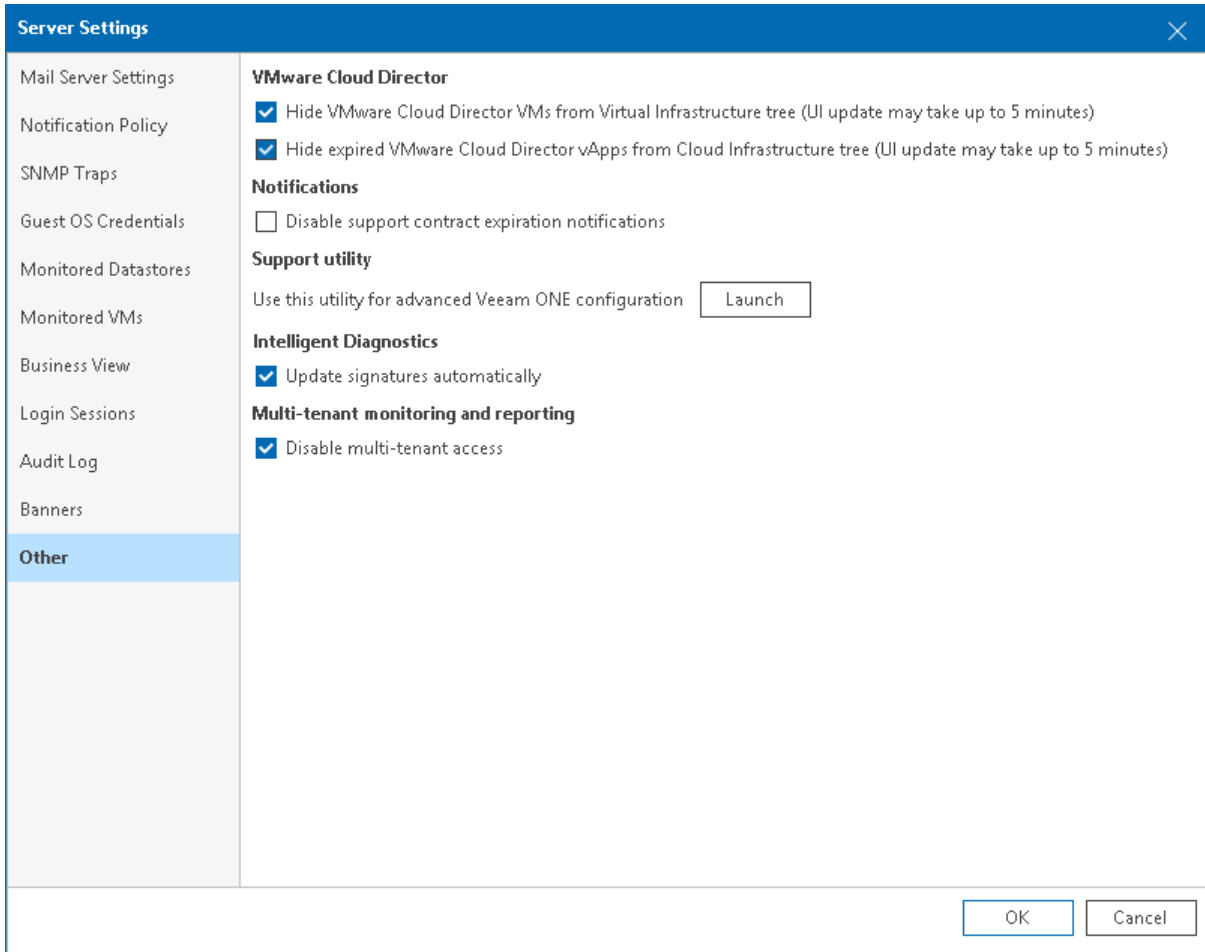 Server Settings
Mail Server Settings
Notification Policy
SNMP Traps
Guest OS Credentials
Monitored Datastores
Monitored VMs
Business View
Login Sessions
Audit Log
Banners
Other
VMware Cloud Director
Hide VMware Cloud Director VMs from Virtual Infrastructure tree (UI update may take up to 5 minutes)
Hide expired VMware Cloud Director vApps from Cloud Infrastructure tree (UI update may take up to 5 minutes)
Notifications
Disable support contract expiration notifications
Support utility
Use this utility for advanced Veeam ONE configuration Launch
Intelligent Diagnostics
Update signatures automatically
Multi-tenant monitoring and reporting
Disable multi-tenant access
OK Cancel